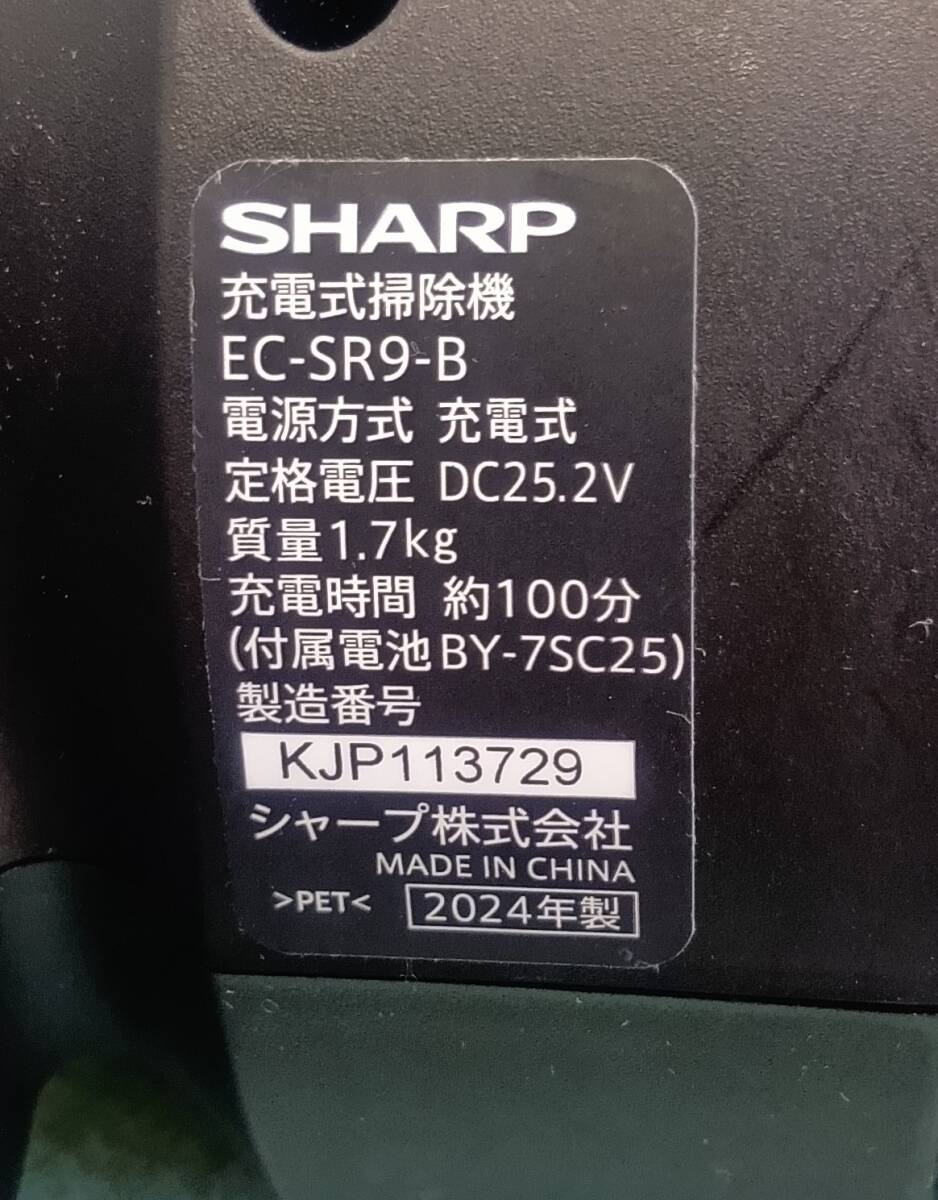 SHARP
充電式掃除機
EC-SR9-B
電源方式 充電式
定格電圧 DC25.2V
質量1.7kg
充電時間 約100分
(付属電池BY-7SC25)
製造番号
KJP113729
シャープ株式会社
MADE IN CHINA
>PET< 2024年製